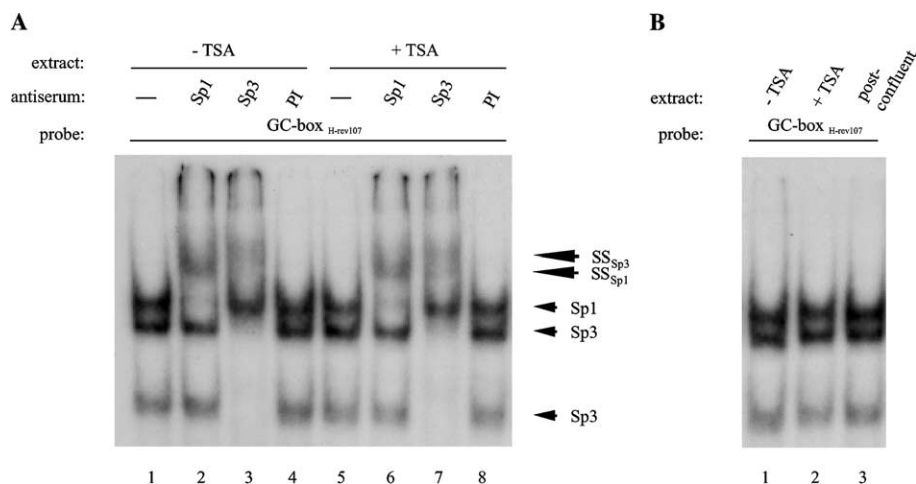 A
- TSA + TSA
extract:
antiserum: — Sp1 Sp3 PI — Sp1 Sp3 PI
probe: GC-box H-rev107
SSSp3
SSSp1
Sp1
Sp3
Sp3
1 2 3 4 5 6 7 8
B
extract: - TSA + TSA post-confluent
probe: GC-box H-rev107
1 2 3